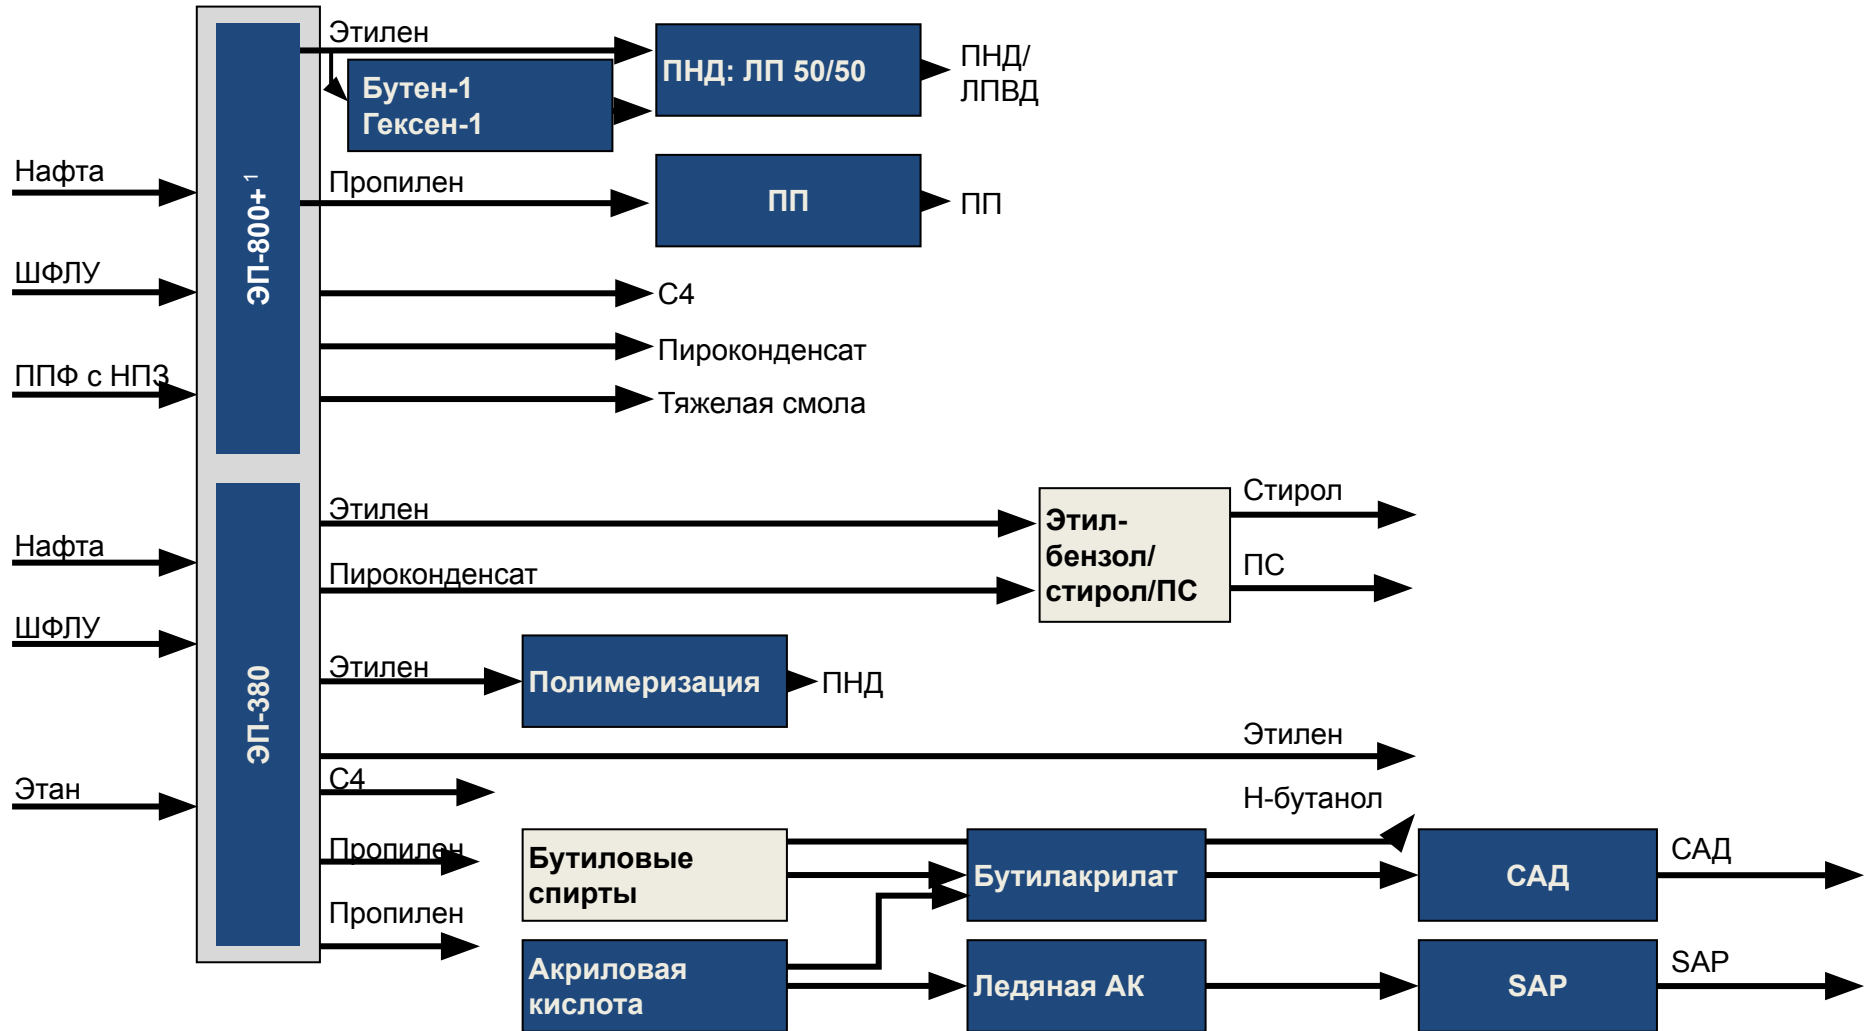 Этилен
ПНД: ЛП 50/50
ПНД/
ЛПВД
Бутен-1
Гексен-1
Нафта
Пропилен
ПП
ПП
ЭП-800+ 1
ШФЛУ
С4
Пироконденсат
ППФ с НПЗ
Тяжелая смола
Этилен
Стирол
Этил-
бензол/
стирол/ПС
Нафта
Пироконденсат
ПС
ШФЛУ
Этилен
Полимеризация
ПНД
ЭП-380
Этилен
Этан
С4
Н-бутанол
Пропилен
Бутиловые
спирты
Бутилакрилат
САД
САД
Пропилен
Акриловая
кислота
Ледяная АК
SAP
SAP